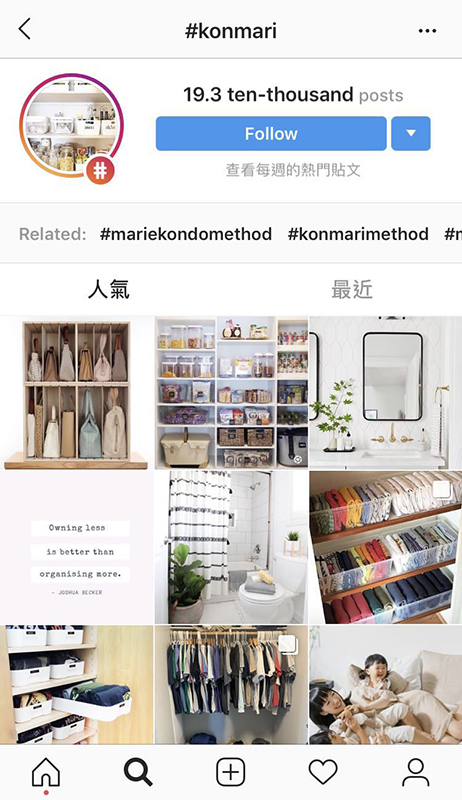 #konmari
19.3 ten-thousand posts
Follow
查看每週的熱門貼文
Related: #mariekondomethod #konmarimethod
人氣 最近
Owning less
is better than
organising more.
- JOSHUA BECKER